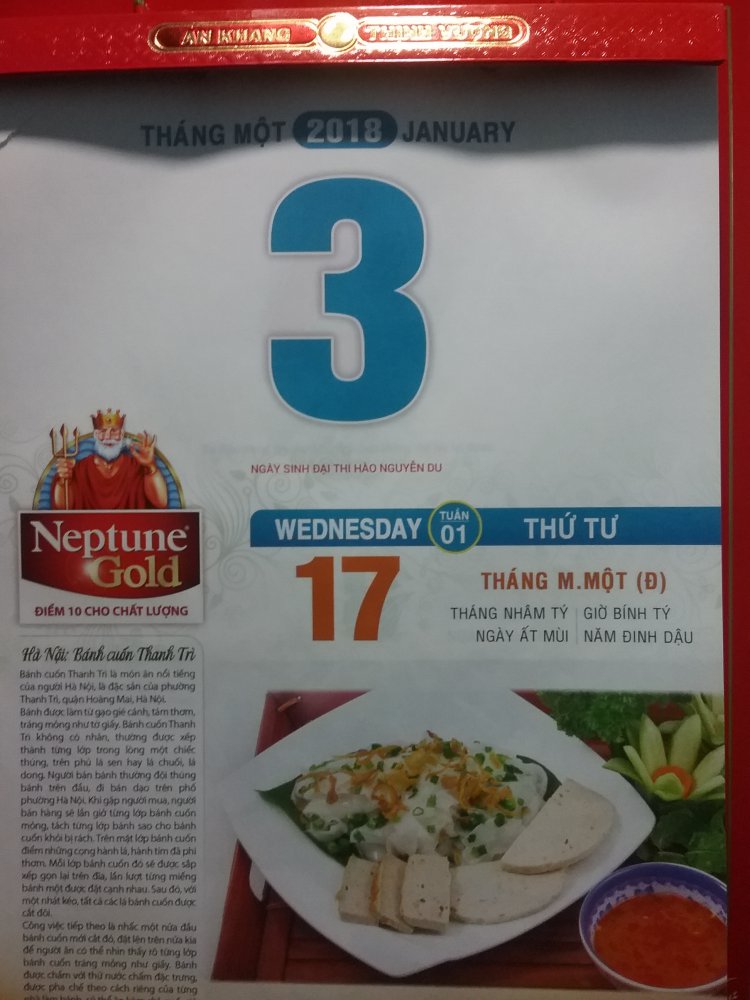 AN KHANG THỊNH VƯỢNG
THÁNG MỘT 2018 JANUARY
3
NGÀY SINH ĐẠI THI HÀO NGUYỄN DU
WEDNESDAY TUẦN 01 THỨ TƯ
17
THÁNG M.MỘT (Đ)
THÁNG NHÂM TÝ GIỜ BÍNH TÝ
NGÀY ẤT MÙI NĂM ĐINH DẬU
Neptune®
Gold
ĐIỂM 10 CHO CHẤT LƯỢNG
Hà Nội: Bánh cuốn Thanh Trì
Bánh cuốn Thanh Trì là món ăn nổi tiếng
của người Hà Nội, là đặc sản của phường
Thanh Trì, quận Hoàng Mai, Hà Nội.
Bánh được làm từ gạo gié cánh, tám thơm,
tráng mỏng như tờ giấy. Bánh cuốn Thanh
Trì không có nhân, thường được xếp
thành từng lớp trong lòng một chiếc
thúng, trên phủ lá sen hay lá chuối, lá
dong. Người bán bánh thường đội thúng
bánh trên đầu, đi bán dạo trên phố
phường Hà Nội. Khi gặp người mua, người
bán hàng sẽ lần giở từng lớp bánh cuốn
mỏng, tách từng lớp bánh sao cho bánh
cuốn khỏi bị rách. Trên mặt lớp bánh cuốn
điểm những cọng hành lá, hành tím đã phi
thơm. Mỗi lớp bánh cuốn đó sẽ được sắp
xếp gọn lại trên đĩa, lần lượt từng miếng
bánh một được đặt cạnh nhau. Sau đó, với
một nhát kéo, tất cả các lá bánh cuốn được
cắt đôi.
Công việc tiếp theo là nhấc một nửa đầu
bánh cuốn mới cắt đó, đặt lên trên nửa kia
để người ăn có thể nhìn thấy rõ từng lớp
bánh cuốn trắng mỏng như giấy. Bánh
được chấm với thứ nước chấm đặc trưng,
được pha chế theo cách riêng của từng